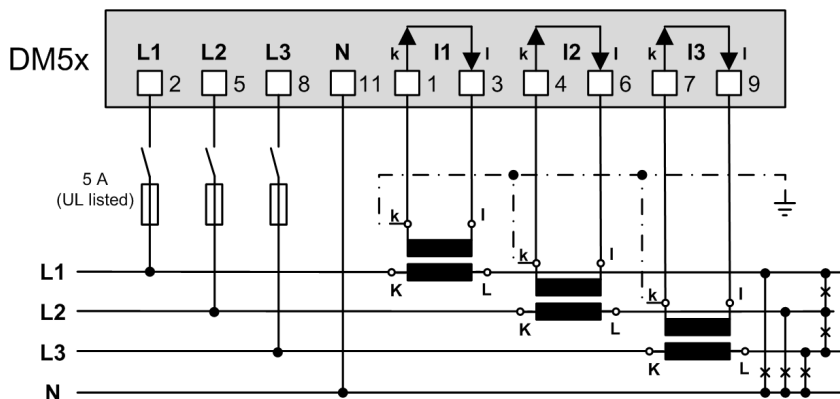 L1 L2 L3 N k I1 l k I2 l k I3 l
DM5x
2 5 8 11 1 3 4 6 7 9
5 A
(UL listed)
k l
k l
k l
L1
K L
L2
K L
L3
K L
N